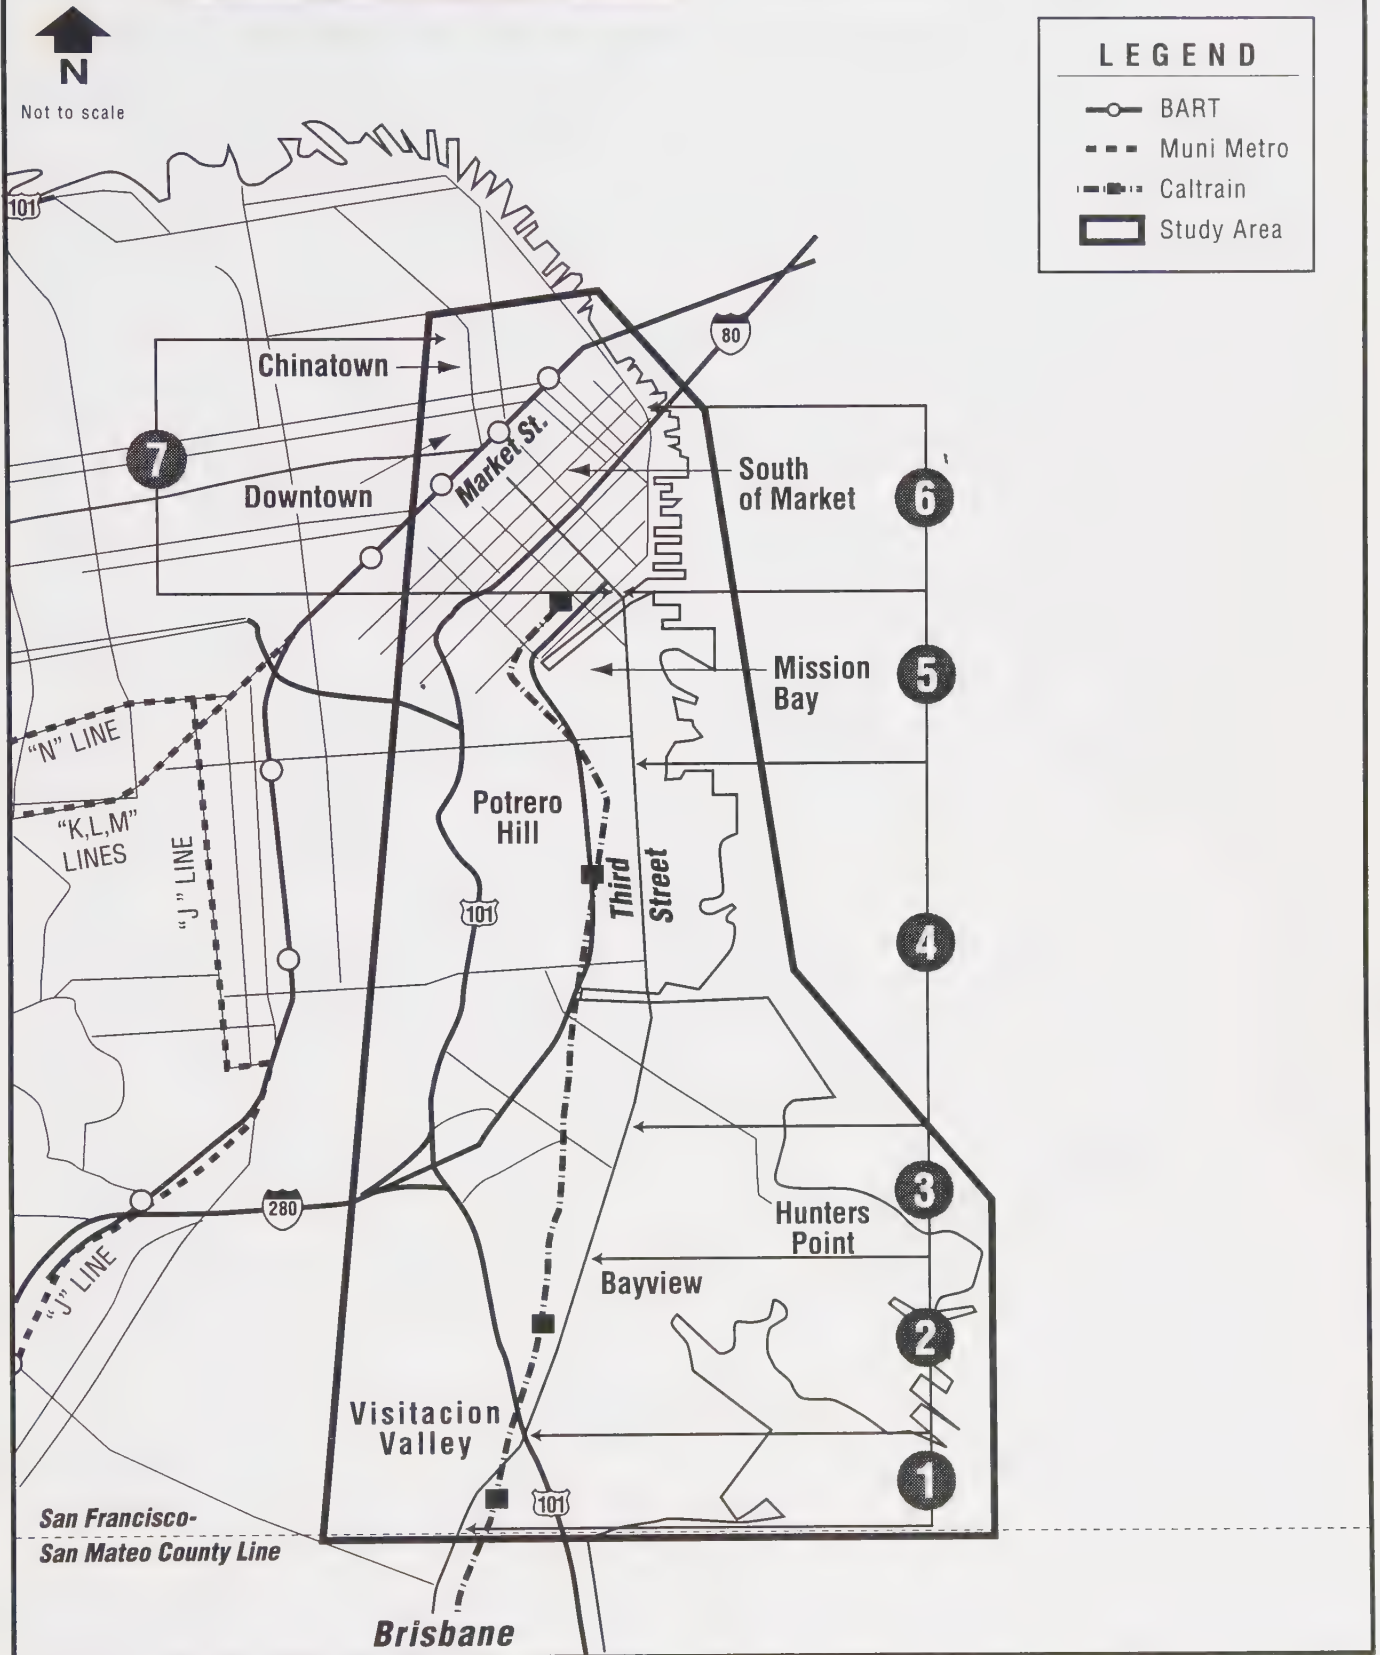 N
Not to scale
LEGEND
BART
Muni Metro
Caltrain
Study Area
101
80
Chinatown
7
Market St.
Downtown
South
of Market
6
Mission
Bay
5
"N" LINE
"K,L,M"
LINES
"J" LINE
Potrero
Hill
Third
Street
101
4
3
280
Hunters
Point
"J" LINE
Bayview
2
Visitacion
Valley
1
101
San Francisco-
San Mateo County Line
Brisbane